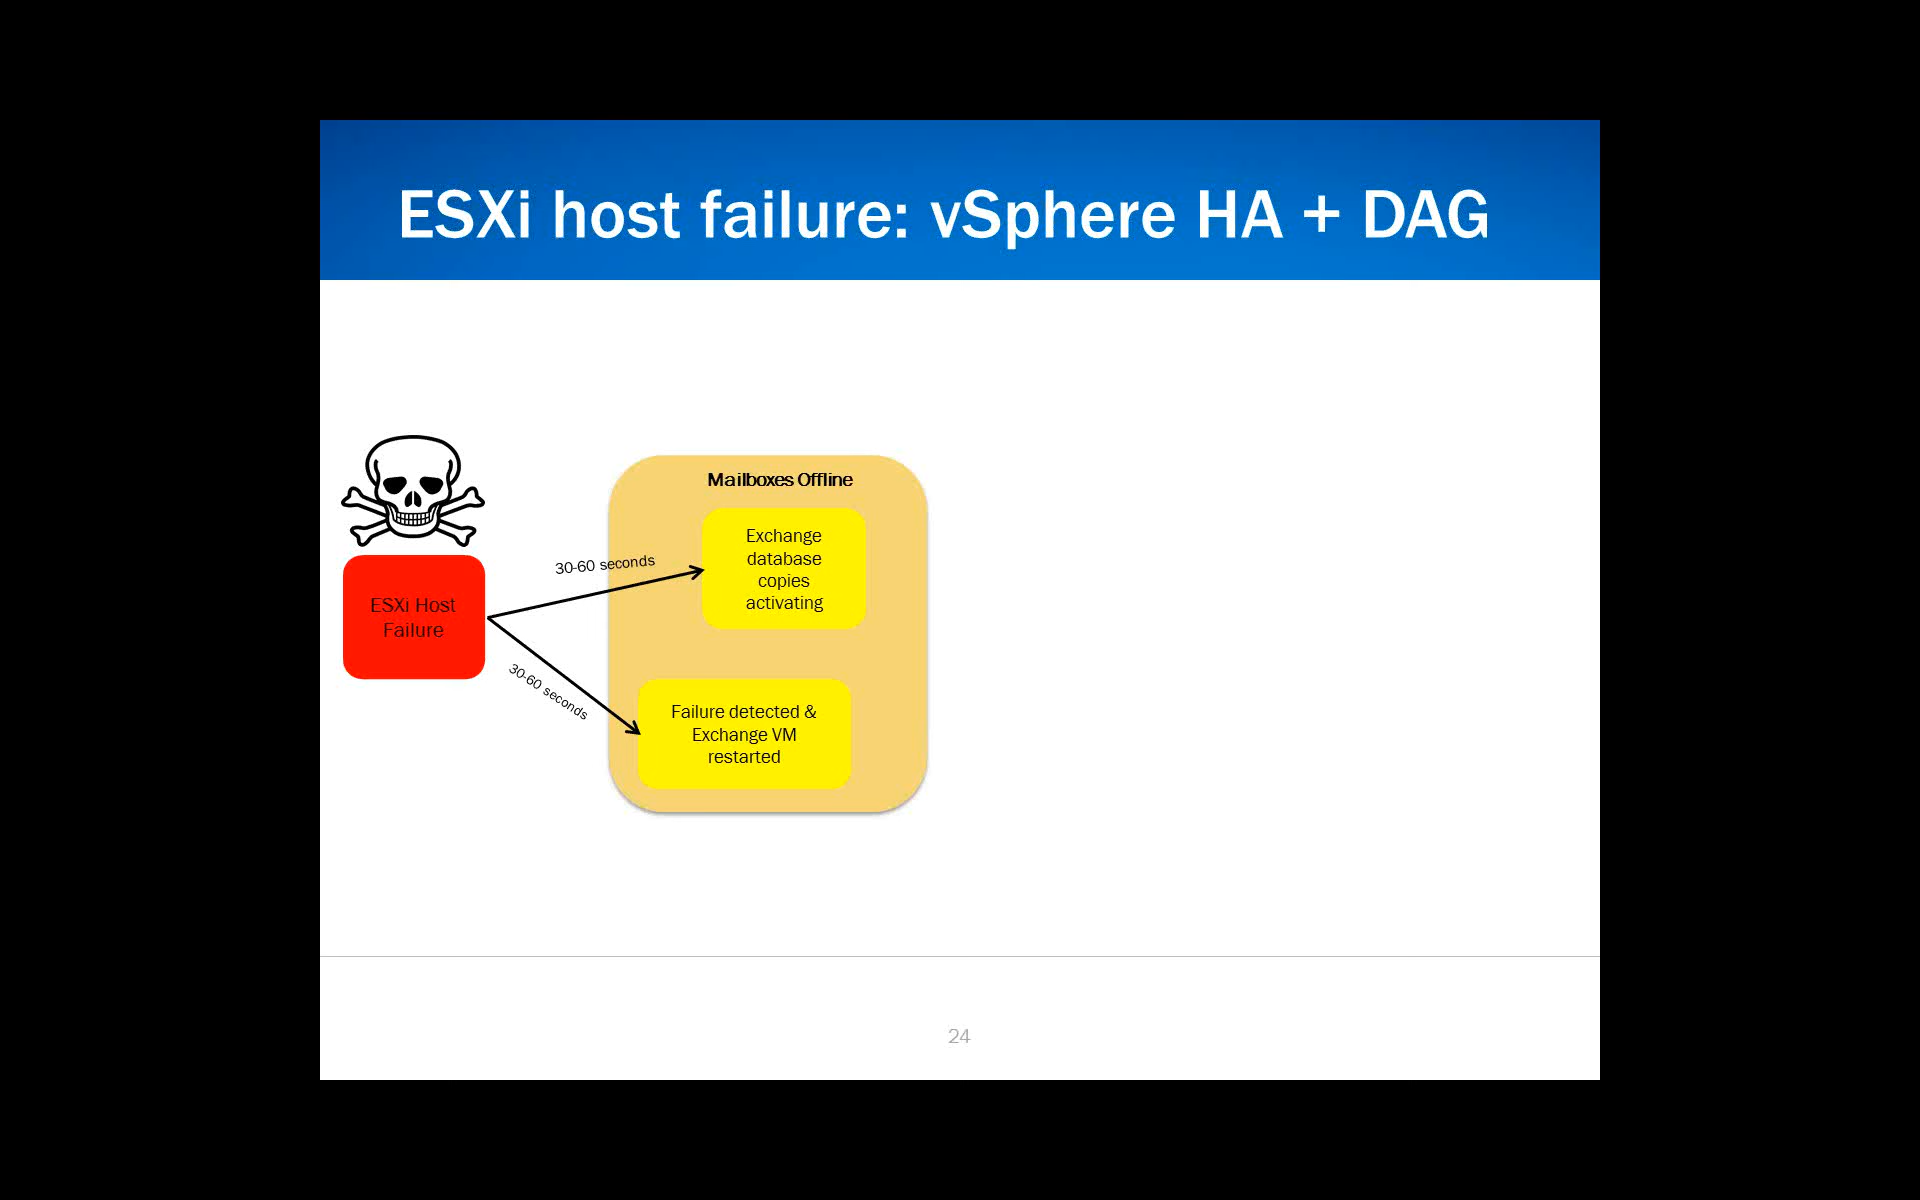 ESXi host failure: vSphere HA + DAG
Mailboxes Offline
Exchange
database
copies
activating
30-60 seconds
ESXi Host
Failure
30-60 seconds
Failure detected &
Exchange VM
restarted
24